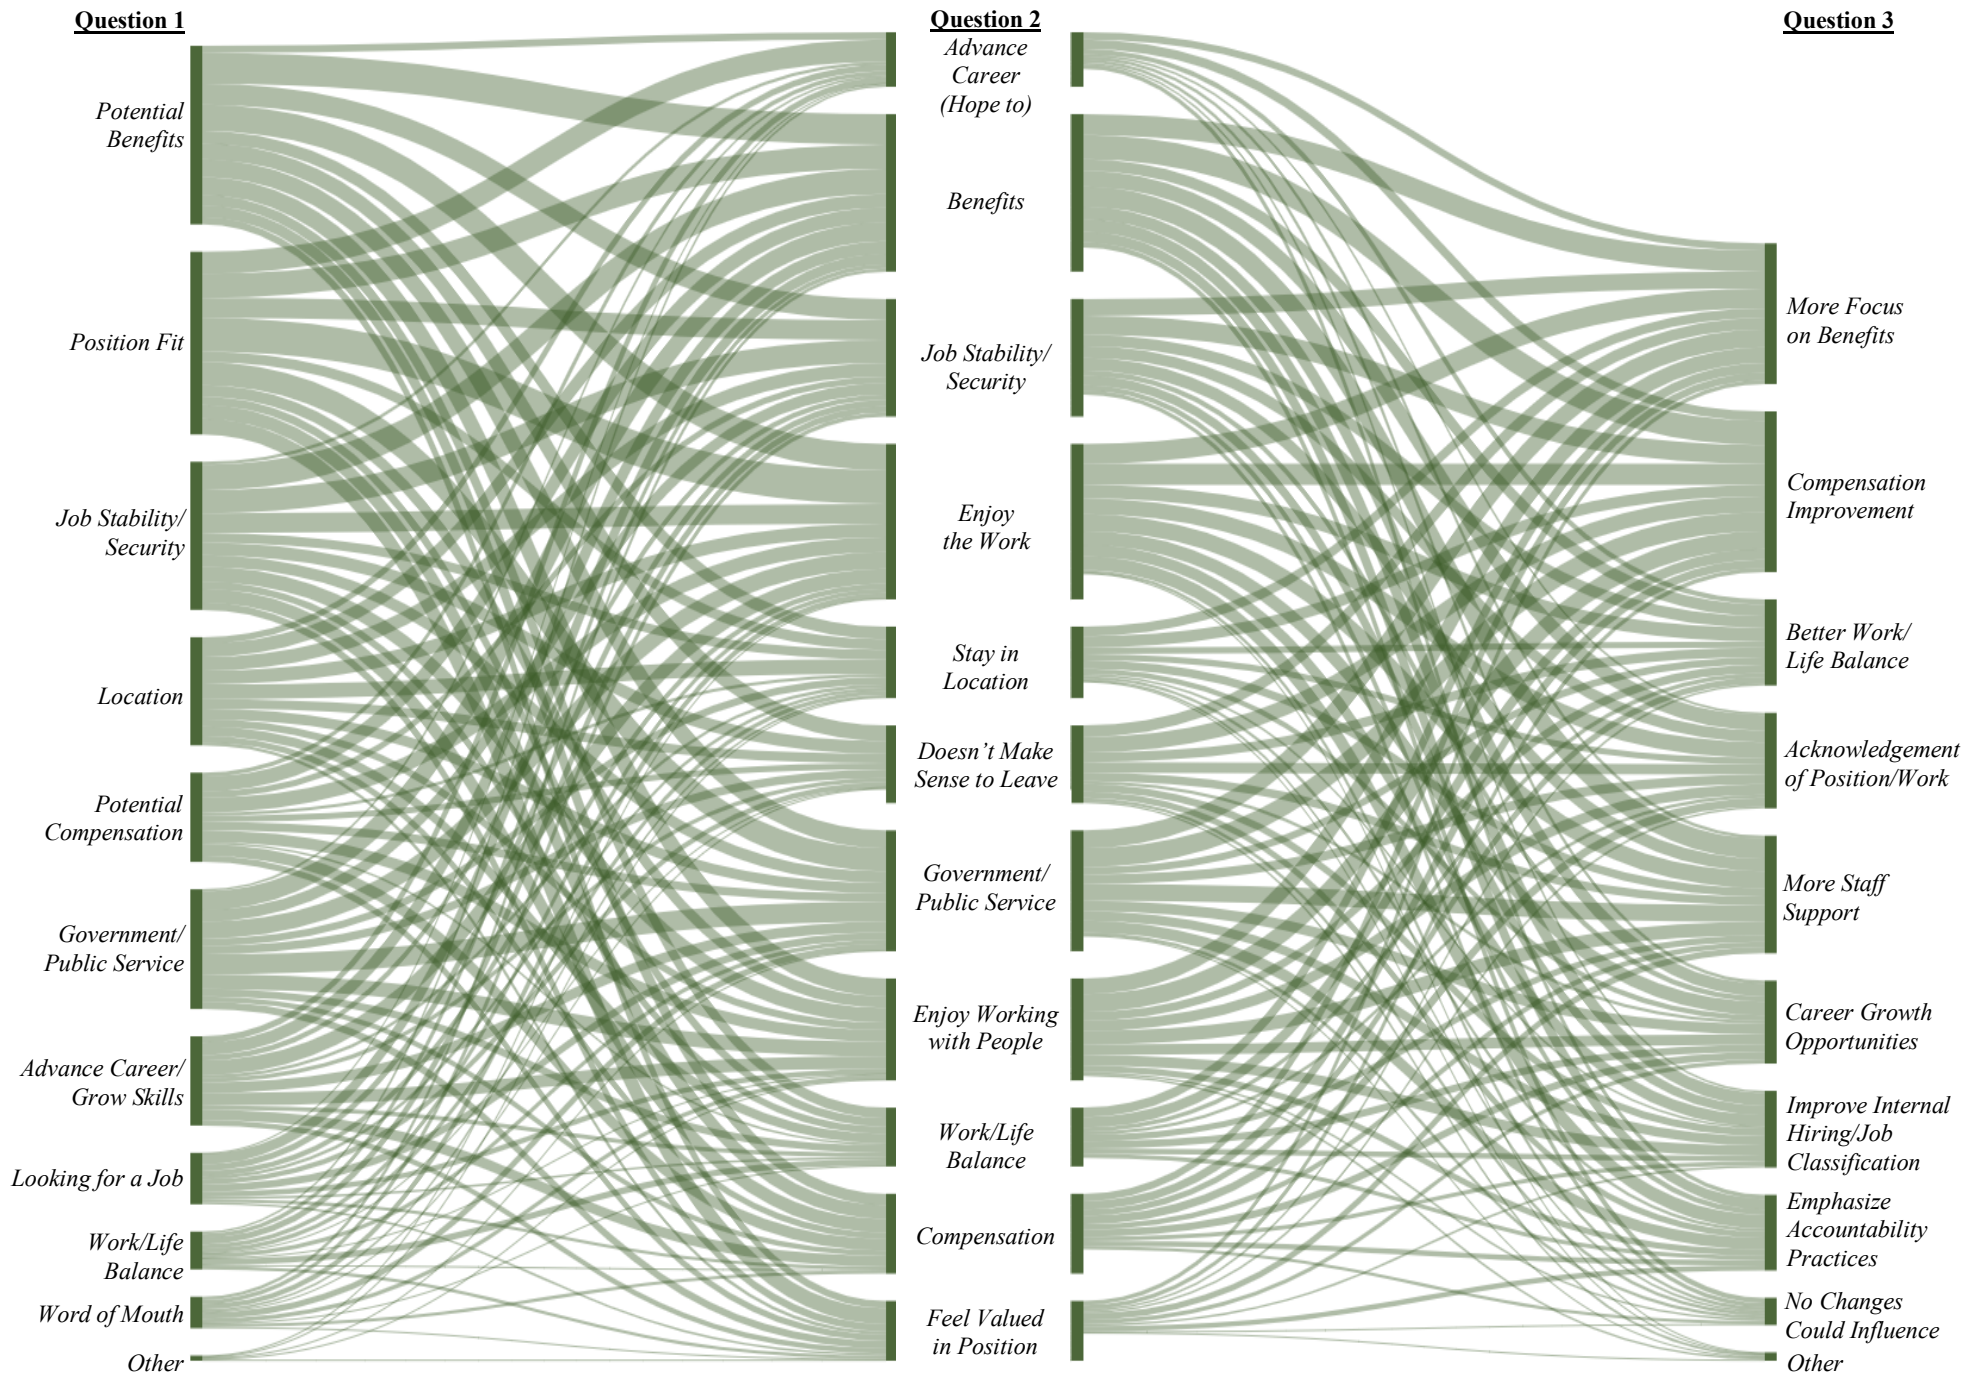 Question 1
Potential
Benefits
Position Fit
Job Stability/
Security
Location
Potential
Compensation
Government/
Public Service
Advance Career/
Grow Skills
Looking for a Job
Work/Life
Balance
Word of Mouth
Other
Question 2
Advance
Career
(Hope to)
Benefits
Job Stability/
Security
Enjoy
the Work
Stay in
Location
Doesn’t Make
Sense to Leave
Government/
Public Service
Enjoy Working
with People
Work/Life
Balance
Compensation
Feel Valued
in Position
Question 3
More Focus
on Benefits
Compensation
Improvement
Better Work/
Life Balance
Acknowledgement
of Position/Work
More Staff
Support
Career Growth
Opportunities
Improve Internal
Hiring/Job
Classification
Emphasize
Accountability
Practices
No Changes
Could Influence
Other